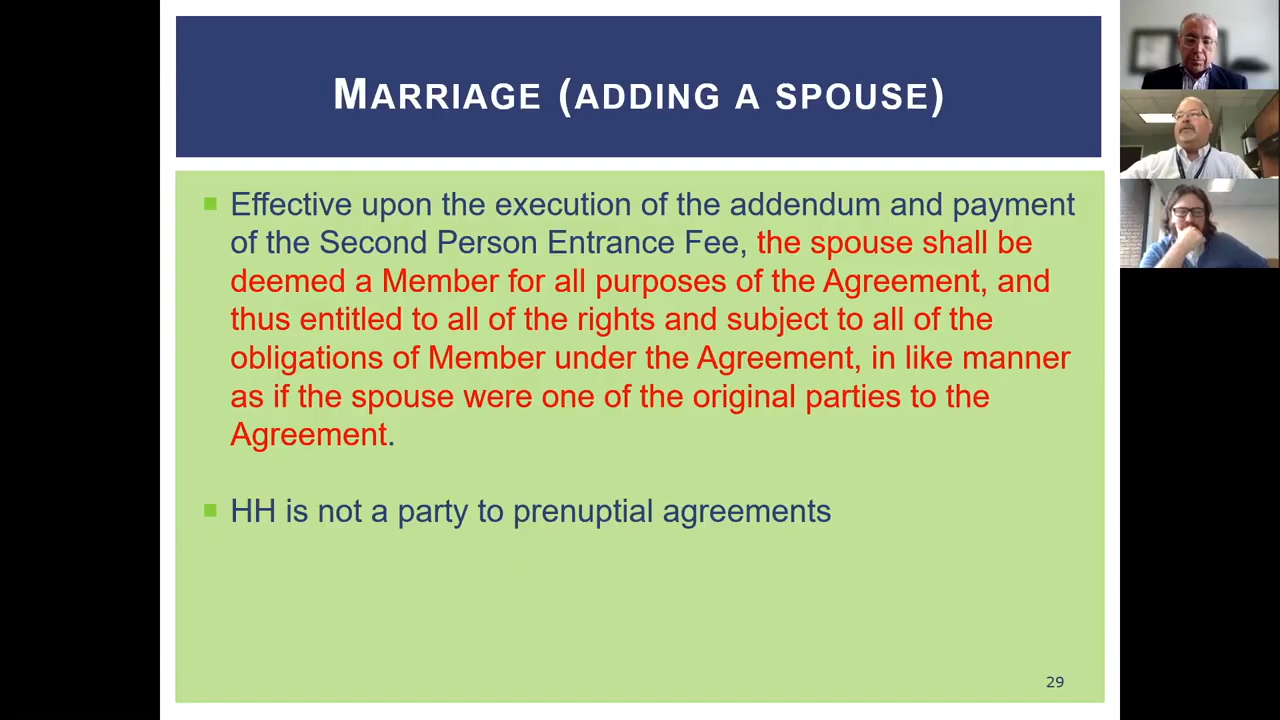 MARRIAGE (ADDING A SPOUSE)
Effective upon the execution of the addendum and payment
of the Second Person Entrance Fee, the spouse shall be
deemed a Member for all purposes of the Agreement, and
thus entitled to all of the rights and subject to all of the
obligations of Member under the Agreement, in like manner
as if the spouse were one of the original parties to the
Agreement.
HH is not a party to prenuptial agreements
29